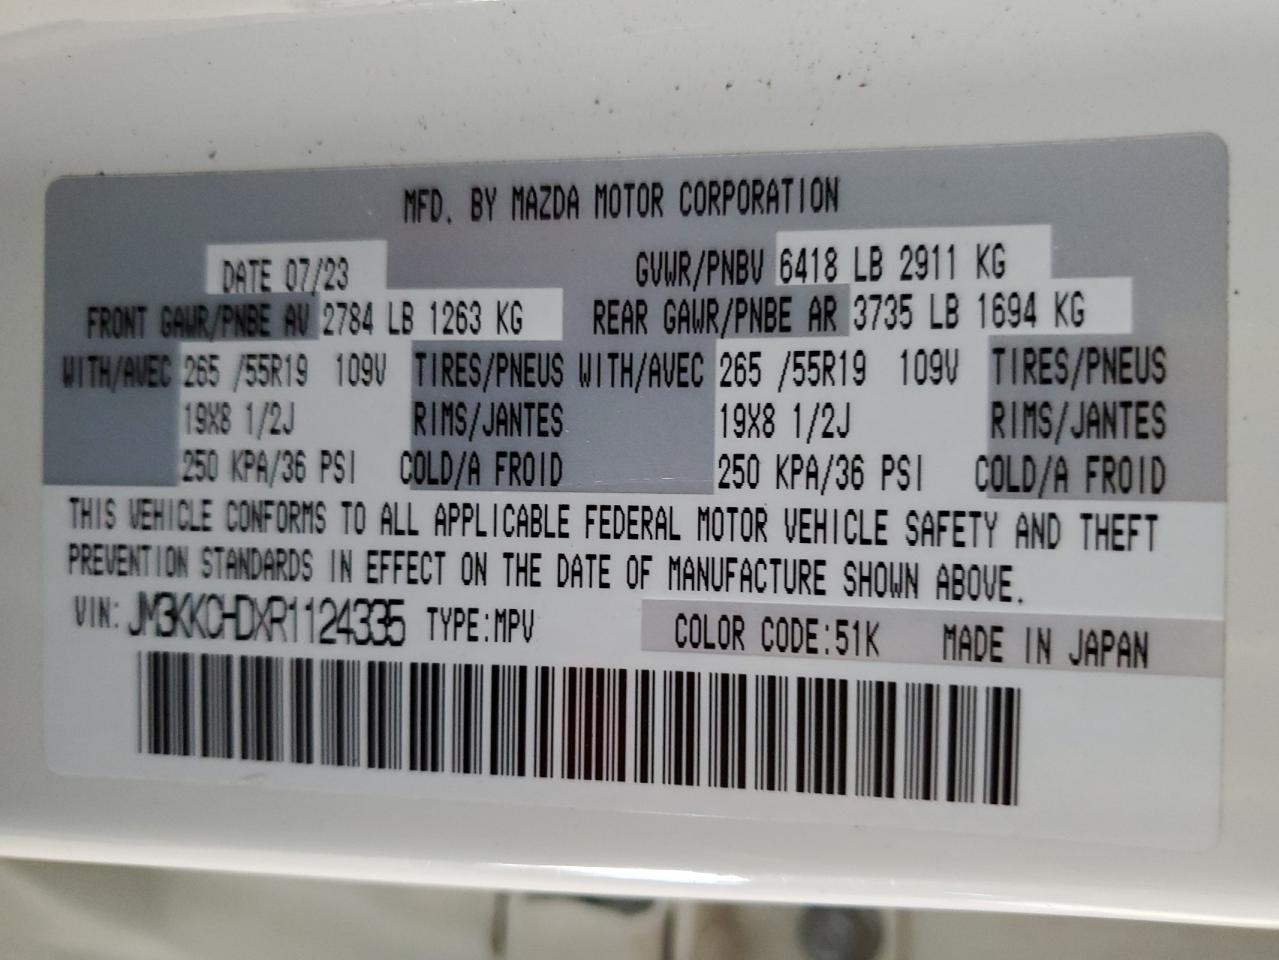 MFD. BY MAZDA MOTOR CORPORATION
DATE 07/23 GVWR/PNBV 6418 LB 2911 KG
FRONT GAWR/PNBE AV 2784 LB 1263 KG REAR GAWR/PNBE AR 3735 LB 1694 KG
WITH/AVEC 265 /55R19 109V TIRES/PNEUS WITH/AVEC 265 /55R19 109V TIRES/PNEUS
19X8 1/2J RIMS/JANTES 19X8 1/2J RIMS/JANTES
250 KPA/36 PSI COLD/A FROID 250 KPA/36 PSI COLD/A FROID
THIS VEHICLE CONFORMS TO ALL APPLICABLE FEDERAL MOTOR VEHICLE SAFETY AND THEFT
PREVENTION STANDARDS IN EFFECT ON THE DATE OF MANUFACTURE SHOWN ABOVE.
VIN: JM3KKCHDXR1124335 TYPE:MPV COLOR CODE:51K MADE IN JAPAN